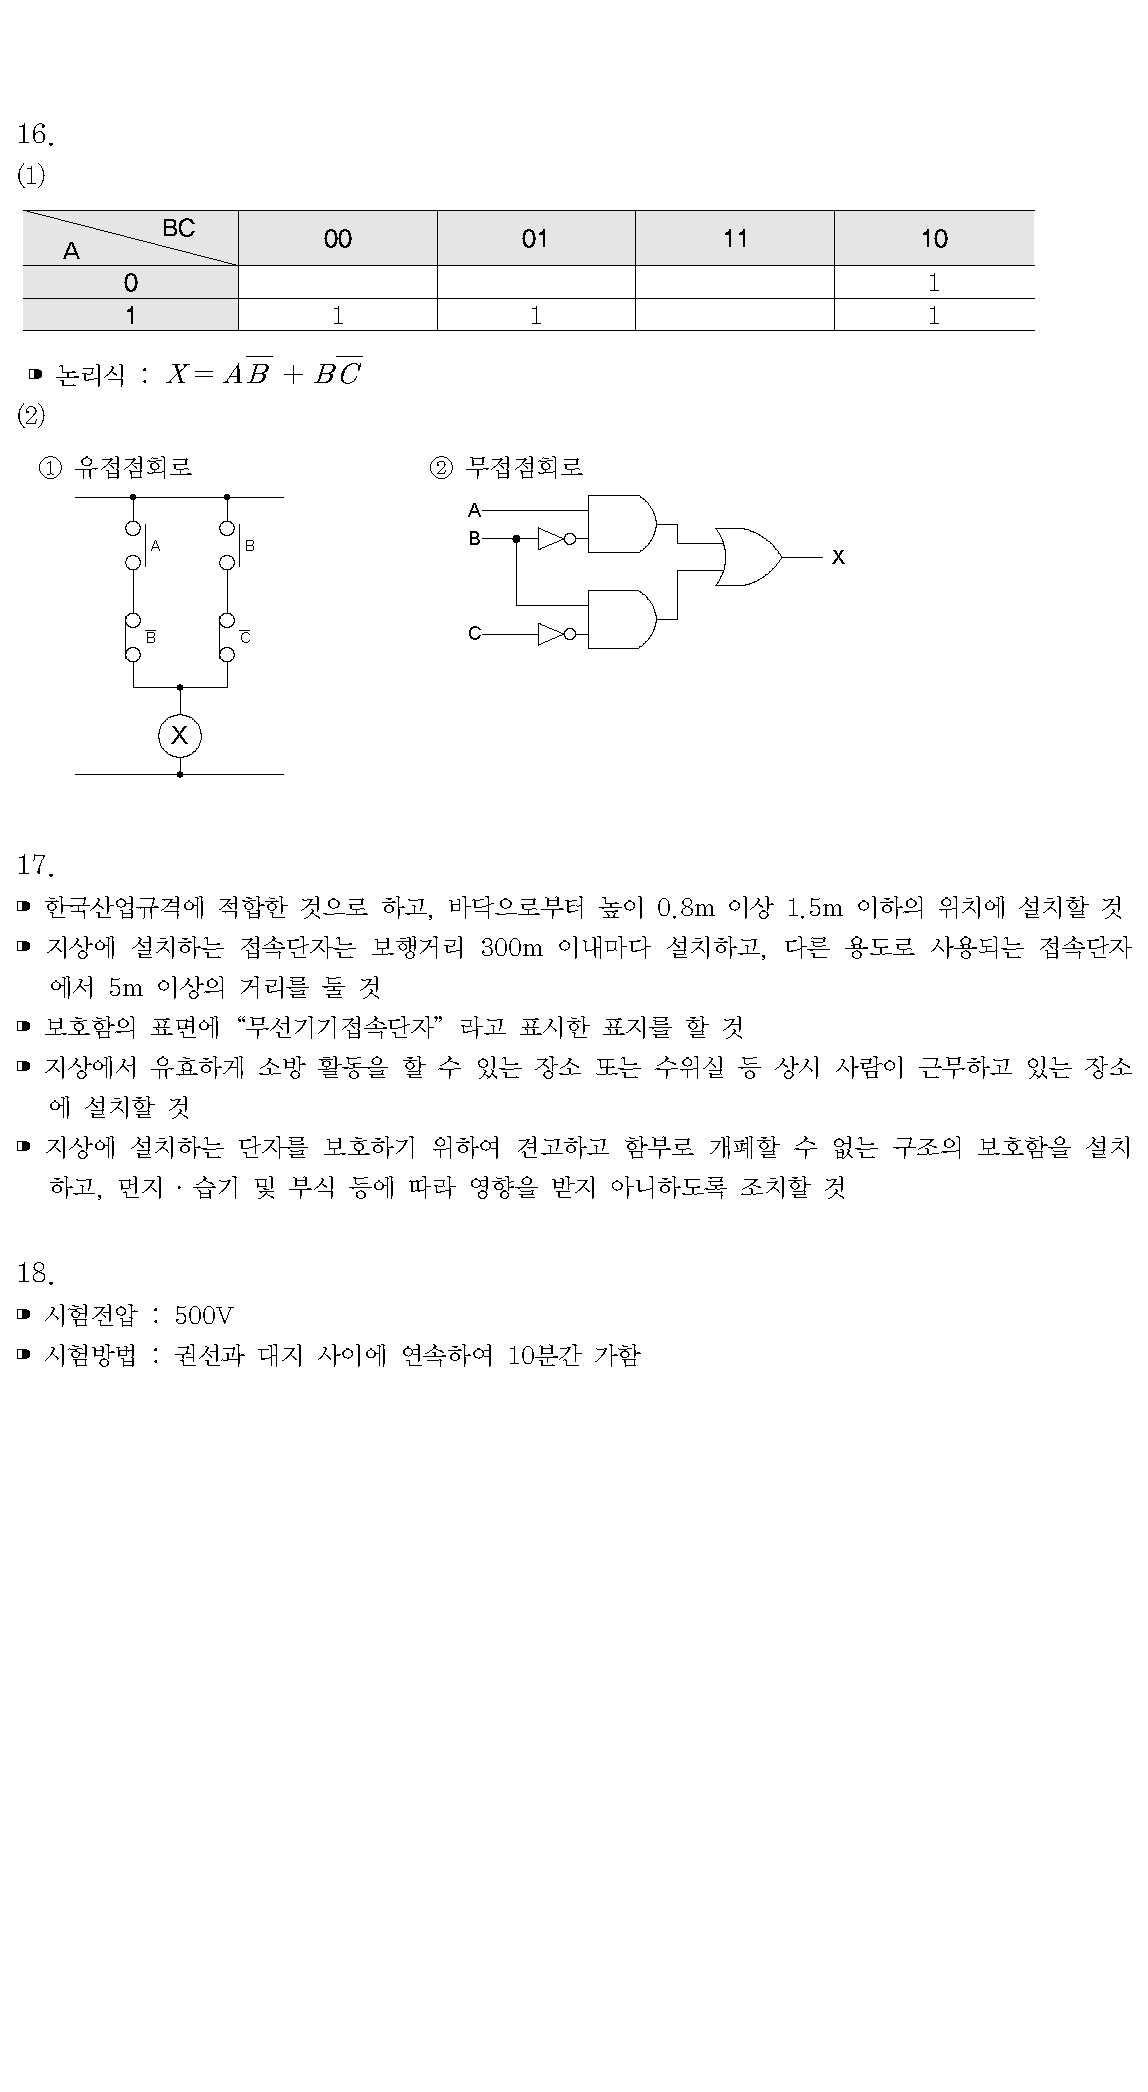 16.
(1)
BC
A
00 01 11 10
0 1
1 1 1 1
논리식 : X = AB̅ + BC̅
(2)
① 유접점회로 ② 무접점회로
A
B
B̅
C̅
X
A
B
C
X
17.
한국산업규격에 적합한 것으로 하고, 바닥으로부터 높이 0.8m 이상 1.5m 이하의 위치에 설치할 것
지상에 설치하는 접속단자는 보행거리 300m 이내마다 설치하고, 다른 용도로 사용되는 접속단자
에서 5m 이상의 거리를 둘 것
보호함의 표면에 “무선기기접속단자” 라고 표시한 표지를 할 것
지상에서 유효하게 소방 활동을 할 수 있는 장소 또는 수위실 등 상시 사람이 근무하고 있는 장소
에 설치할 것
지상에 설치하는 단자를 보호하기 위하여 견고하고 함부로 개폐할 수 없는 구조의 보호함을 설치
하고, 먼지 · 습기 및 부식 등에 따라 영향을 받지 아니하도록 조치할 것
18.
시험전압 : 500V
시험방법 : 권선과 대지 사이에 연속하여 10분간 가함